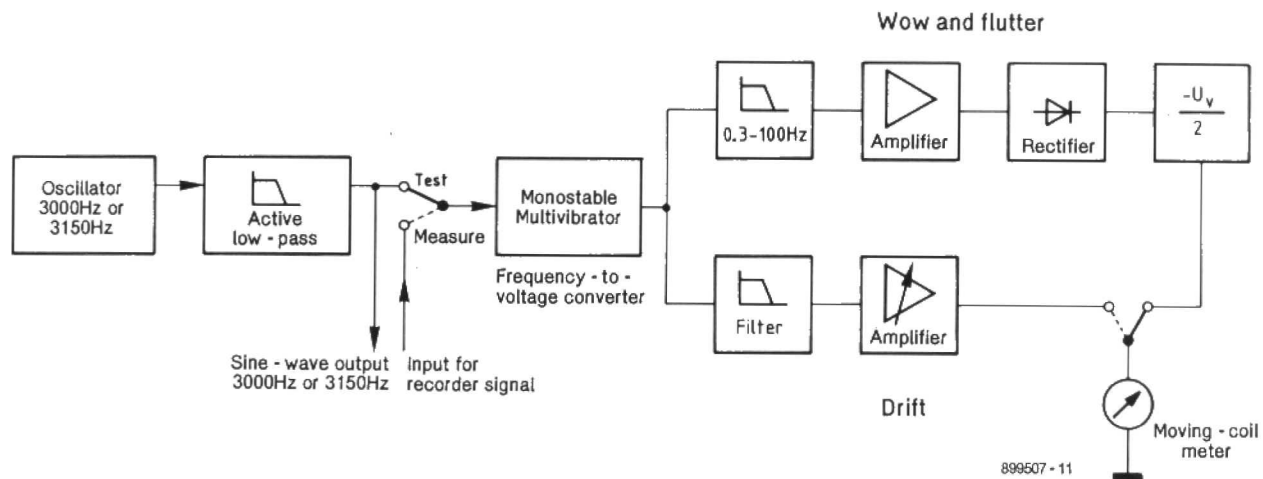 Wow and flutter
Oscillator
3000Hz or
3150Hz
Active
low - pass
Test
Measure
Monostable
Multivibrator
Frequency - to -
voltage converter
Sine - wave output
3000Hz or 3150Hz
Input for
recorder signal
0.3-100Hz
Amplifier
Rectifier
-Uv
2
Filter
Amplifier
Drift
Moving - coil
meter
899507 - 11